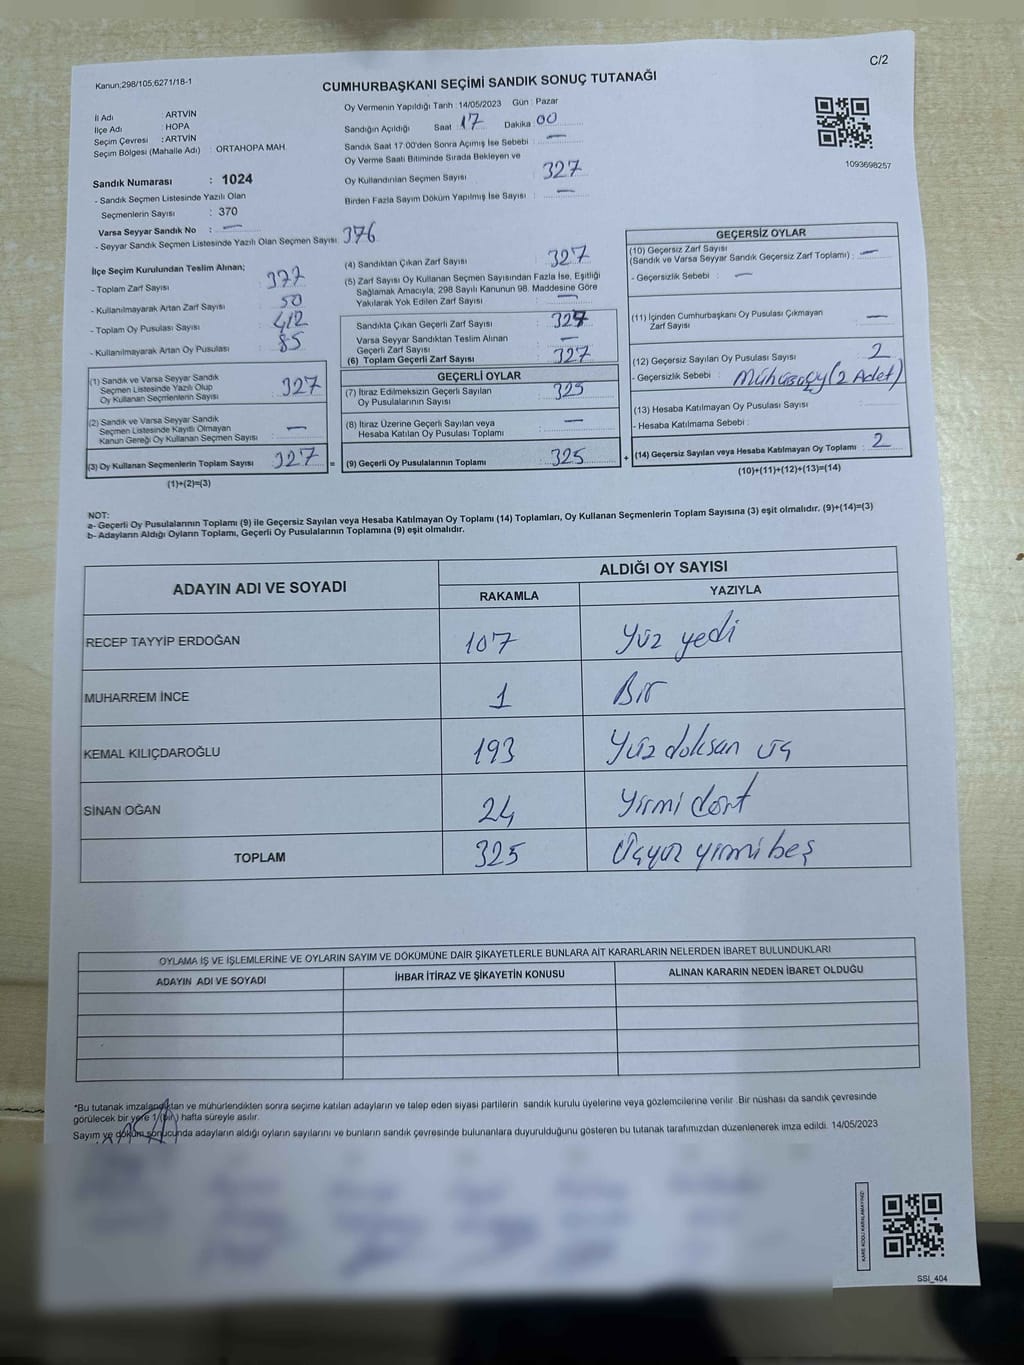 Kanun,298/105,6271/18-1
C/2
CUMHURBAŞKANI SEÇİMİ SANDIK SONUÇ TUTANAĞI
İl Adı : ARTVİN
İlçe Adı : HOPA
Seçim Çevresi : ARTVİN
Seçim Bölgesi (Mahalle Adı) : ORTAHOPA MAH
Sandık Numarası : 1024
- Sandık Seçmen Listesinde Yazılı Olan
Seçmenlerin Sayısı : 370
Varsa Seyyar Sandık No : —
- Seyyar Sandık Seçmen Listesinde Yazılı Olan Seçmen Sayısı: 376
Oy Vermenin Yapıldığı Tarih :14/05/2023 Gün : Pazar
Sandığın Açıldığı Saat 17 Dakika 00
Sandık Saat 17:00'den Sonra Açımış İse Sebebi : —
Oy Verme Saati Bitiminde Sırada Bekleyen ve
Oy Kullandırılan Seçmen Sayısı : 327
Birden Fazla Sayım Döküm Yapılmış İse Sayısı : —
1093698257
İlçe Seçim Kurulundan Teslim Alınan;
- Toplam Zarf Sayısı : 377
- Kullanılmayarak Artan Zarf Sayısı : 50
- Toplam Oy Pusulası Sayısı : 412
- Kullanılmayarak Artan Oy Pusulası : 85
(1) Sandık ve Varsa Seyyar Sandık
Seçmen Listesinde Yazılı Olup
Oy Kullanan Seçmenlerin Sayısı : 327
(2) Sandık ve Varsa Seyyar Sandık
Seçmen Listesinde Kayıtlı Olmayan
Kanun Gereği Oy Kullanan Seçmen Sayısı : —
(3) Oy Kullanan Seçmenlerin Toplam Sayısı : 327 =
(1)+(2)=(3)
(4) Sandıktan Çıkan Zarf Sayısı : 327
(5) Zarf Sayısı Oy Kullanan Seçmen Sayısından Fazla İse, Eşitliği
Sağlamak Amacıyla, 298 Sayılı Kanunun 98. Maddesine Göre
Yakılarak Yok Edilen Zarf Sayısı : —
Sandıkta Çıkan Geçerli Zarf Sayısı : 327
Varsa Seyyar Sandıktan Teslim Alınan
Geçerli Zarf Sayısı : —
(6) Toplam Geçerli Zarf Sayısı : 327
GEÇERLİ OYLAR
(7) İtiraz Edilmeksizin Geçerli Sayılan
Oy Pusulalarının Sayısı : 325
(8) İtiraz Üzerine Geçerli Sayılan veya
Hesaba Katılan Oy Pusulası Toplamı : —
(9) Geçerli Oy Pusulalarının Toplamı : 325 +
GEÇERSİZ OYLAR
(10) Geçersiz Zarf Sayısı
(Sandık ve Varsa Seyyar Sandık Geçersiz Zarf Toplamı) : —
- Geçersizlik Sebebi : —
(11) İçinden Cumhurbaşkanı Oy Pusulası Çıkmayan
Zarf Sayısı : —
(12) Geçersiz Sayılan Oy Pusulası Sayısı : 2
- Geçersizlik Sebebi : (2 Adet)
(13) Hesaba Katılmayan Oy Pusulası Sayısı :
- Hesaba Katılmama Sebebi :
(14) Geçersiz Sayılan veya Hesaba Katılmayan Oy Toplamı : 2
(10)+(11)+(12)+(13)=(14)
NOT:
a- Geçerli Oy Pusulalarının Toplamı (9) ile Geçersiz Sayılan veya Hesaba Katılmayan Oy Toplamı (14) Toplamları, Oy Kullanan Seçmenlerin Toplam Sayısına (3) eşit olmalıdır. (9)+(14)=(3)
b- Adayların Aldığı Oyların Toplamı, Geçerli Oy Pusulalarının Toplamına (9) eşit olmalıdır.
ADAYIN ADI VE SOYADI
ALDIĞI OY SAYISI
RAKAMLA YAZIYLA
RECEP TAYYİP ERDOĞAN 107 Yüz yedi
MUHARREM İNCE 1 Bir
KEMAL KILIÇDAROĞLU 193 Yüz doksan üç
SİNAN OĞAN 24 Yirmi dört
TOPLAM 325 Üçyüz yirmi beş
OYLAMA İŞ VE İŞLEMLERİNE VE OYLARIN SAYIM VE DÖKÜMÜNE DAİR ŞİKAYETLERLE BUNLARA AİT KARARLARIN NELERDEN İBARET BULUNDUKLARI
ADAYIN ADI VE SOYADI İHBAR İTİRAZ VE ŞİKAYETİN KONUSU ALINAN KARARIN NEDEN İBARET OLDUĞU
*Bu tutanak imzalandıktan ve mühürlendikten sonra seçime katılan adayların ve talep eden siyasi partilerin sandık kurulu üyelerine veya gözlemcilerine verilir. Bir nüshası da sandık çevresinde
görülecek bir yere 1 (bir) hafta süreyle asılır.
Sayım ve döküm sonucunda adayların aldığı oyların sayılarını ve bunların sandık çevresinde bulunanlara duyurulduğunu gösteren bu tutanak tarafımızdan düzenlenerek imza edildi. 14/05/2023
KARE KODU KARALAMAYINIZ!
SSI_404